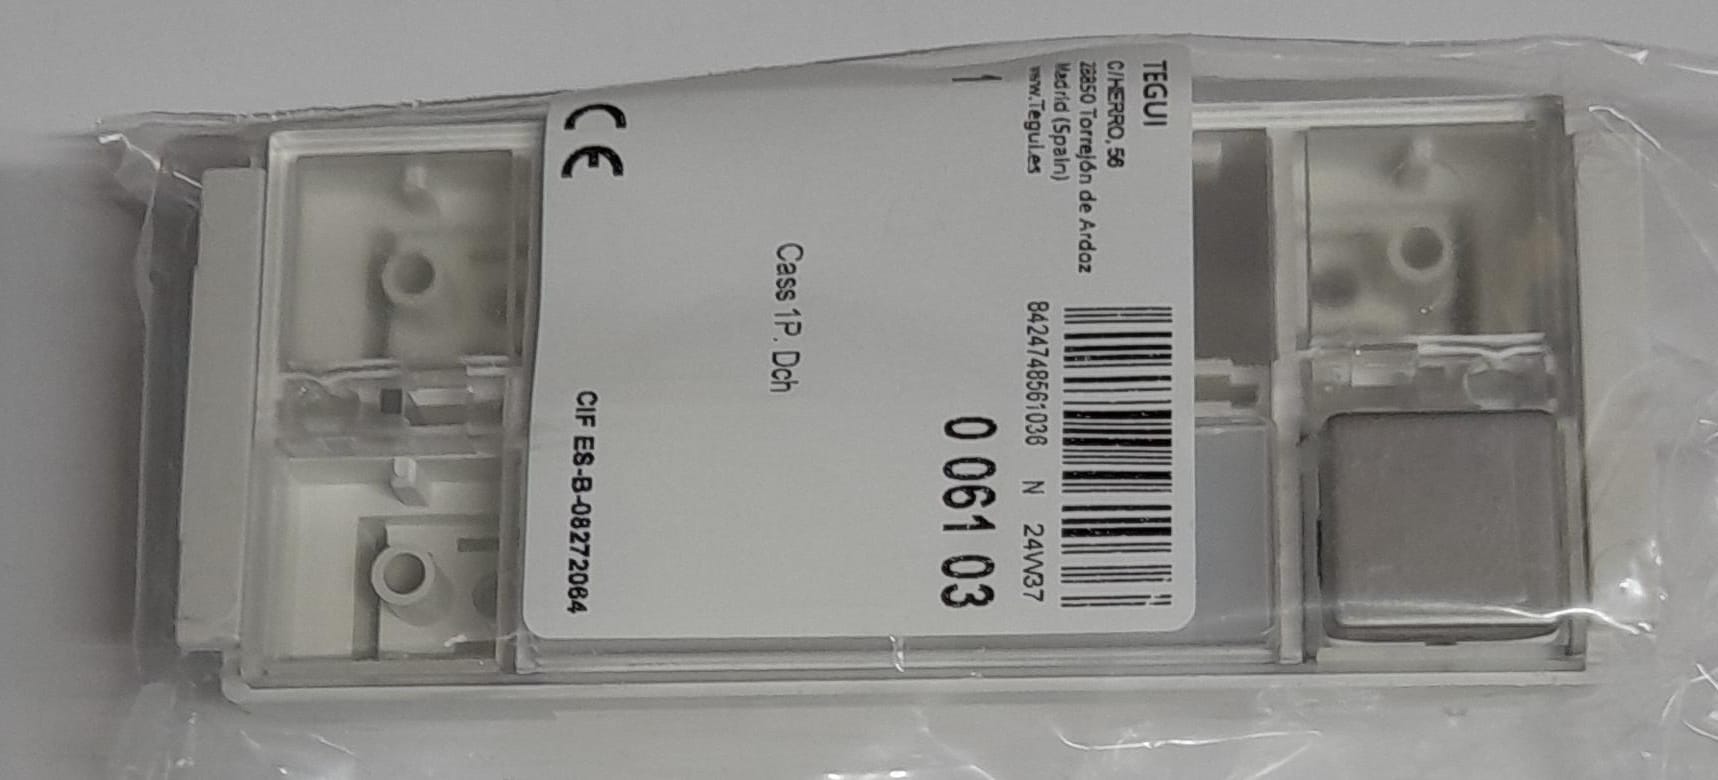 TEGUI
C/HIERRO, 56
28850 Torrejón de Ardoz
Madrid (Spain)
www.Tegui.es
8424748561036 N 24W37
1
0 061 03
Cass 1P. Dch
CE
CIF ES-B-08272064